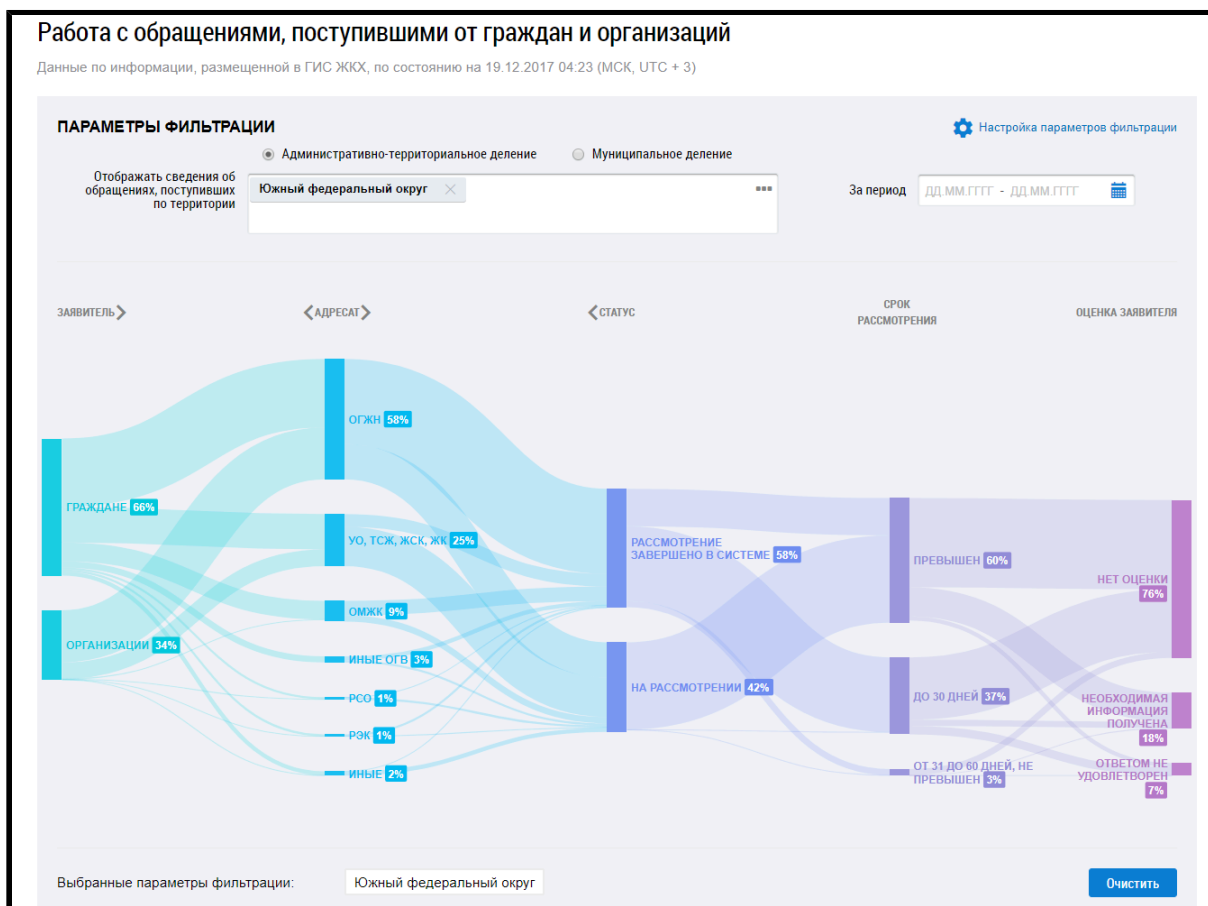 Работа с обращениями, поступившими от граждан и организаций
Данные по информации, размещенной в ГИС ЖКХ, по состоянию на 19.12.2017 04:23 (МСК, UTC + 3)
ПАРАМЕТРЫ ФИЛЬТРАЦИИ
Настройка параметров фильтрации
Административно-территориальное деление
Муниципальное деление
Отображать сведения об
обращениях, поступивших
по территории
Южный федеральный округ
За период
ДД.ММ.ГГГГ - ДД.ММ.ГГГГ
ЗАЯВИТЕЛЬ
АДРЕСАТ
СТАТУС
СРОК
РАССМОТРЕНИЯ
ОЦЕНКА ЗАЯВИТЕЛЯ
ГРАЖДАНЕ 66%
ОРГАНИЗАЦИИ 34%
ОГЖН 58%
УО, ТСЖ, ЖСК, ЖК 25%
ОМЖК 9%
ИНЫЕ ОГВ 3%
РСО 1%
РЭК 1%
ИНЫЕ 2%
РАССМОТРЕНИЕ
ЗАВЕРШЕНО В СИСТЕМЕ 58%
НА РАССМОТРЕНИИ 42%
ПРЕВЫШЕН 60%
ДО 30 ДНЕЙ 37%
ОТ 31 ДО 60 ДНЕЙ, НЕ
ПРЕВЫШЕН 3%
НЕТ ОЦЕНКИ
76%
НЕОБХОДИМАЯ
ИНФОРМАЦИЯ
ПОЛУЧЕНА
18%
ОТВЕТОМ НЕ
УДОВЛЕТВОРЕН
7%
Выбранные параметры фильтрации:
Южный федеральный округ
Очистить